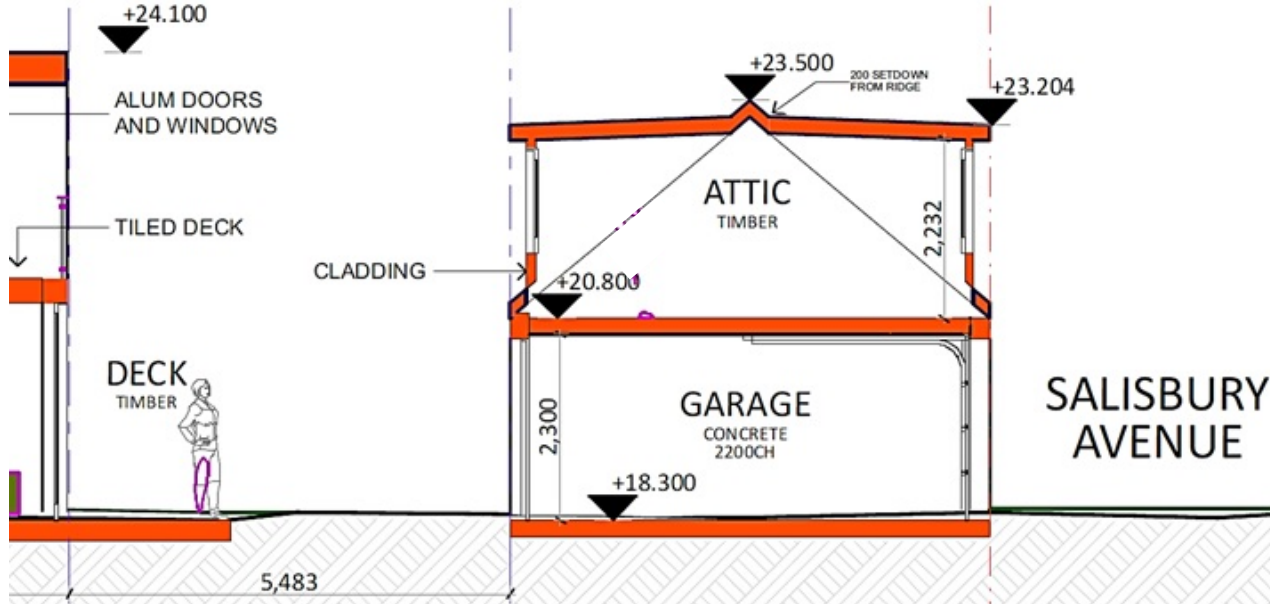 +24.100
ALUM DOORS
AND WINDOWS
TILED DECK
DECK
TIMBER
5,483
CLADDING
+23.500
200 SETDOWN
FROM RIDGE
+23.204
ATTIC
TIMBER
2,232
+20.800
2,300
GARAGE
CONCRETE
2200CH
+18.300
SALISBURY
AVENUE